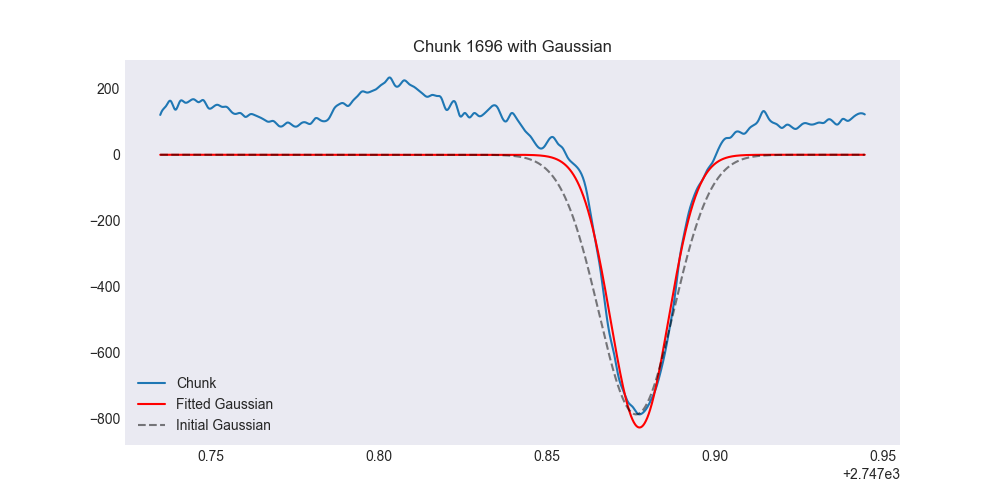 Chunk 1696 with Gaussian
200
0
−200
−400
−600
−800
Chunk
Fitted Gaussian
Initial Gaussian
0.75 0.80 0.85 0.90 0.95
+2.747e3